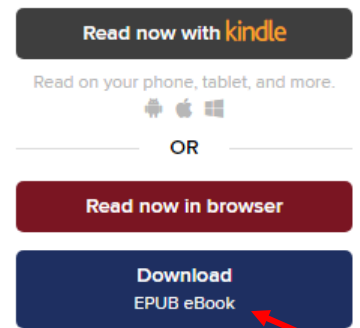 Read now with kindle
Read on your phone, tablet, and more.
OR
Read now in browser
Download
EPUB eBook